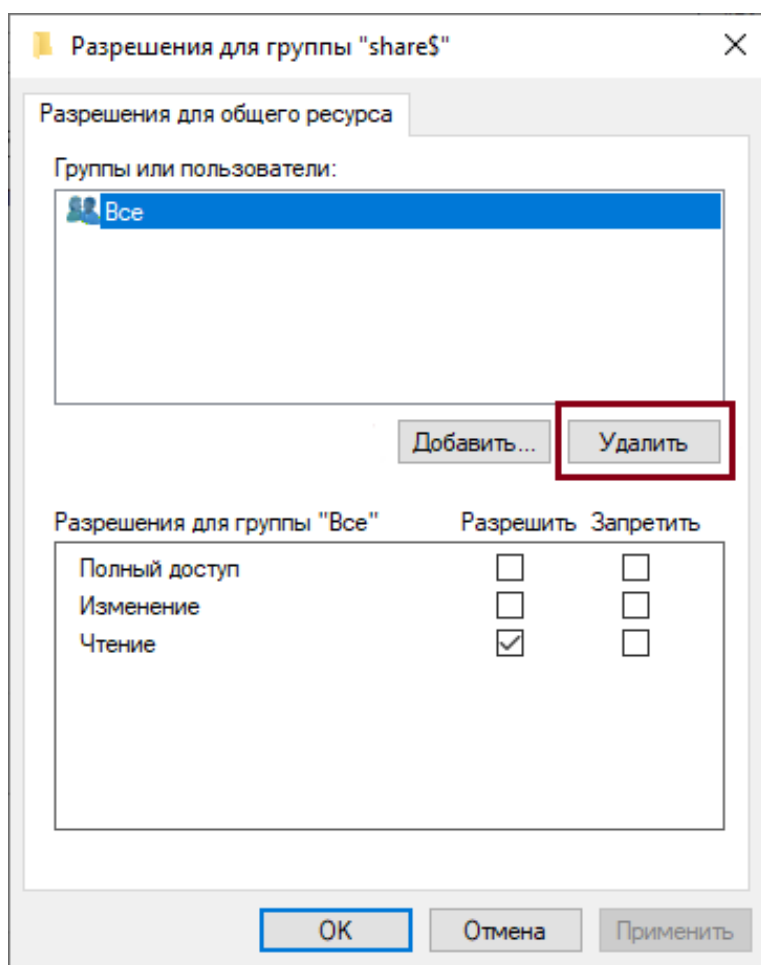 Разрешения для группы "share$"
Разрешения для общего ресурса
Группы или пользователи:
Все
Добавить...
Удалить
Разрешения для группы "Все" Разрешить Запретить
Полный доступ
Изменение
Чтение
ОК Отмена Применить